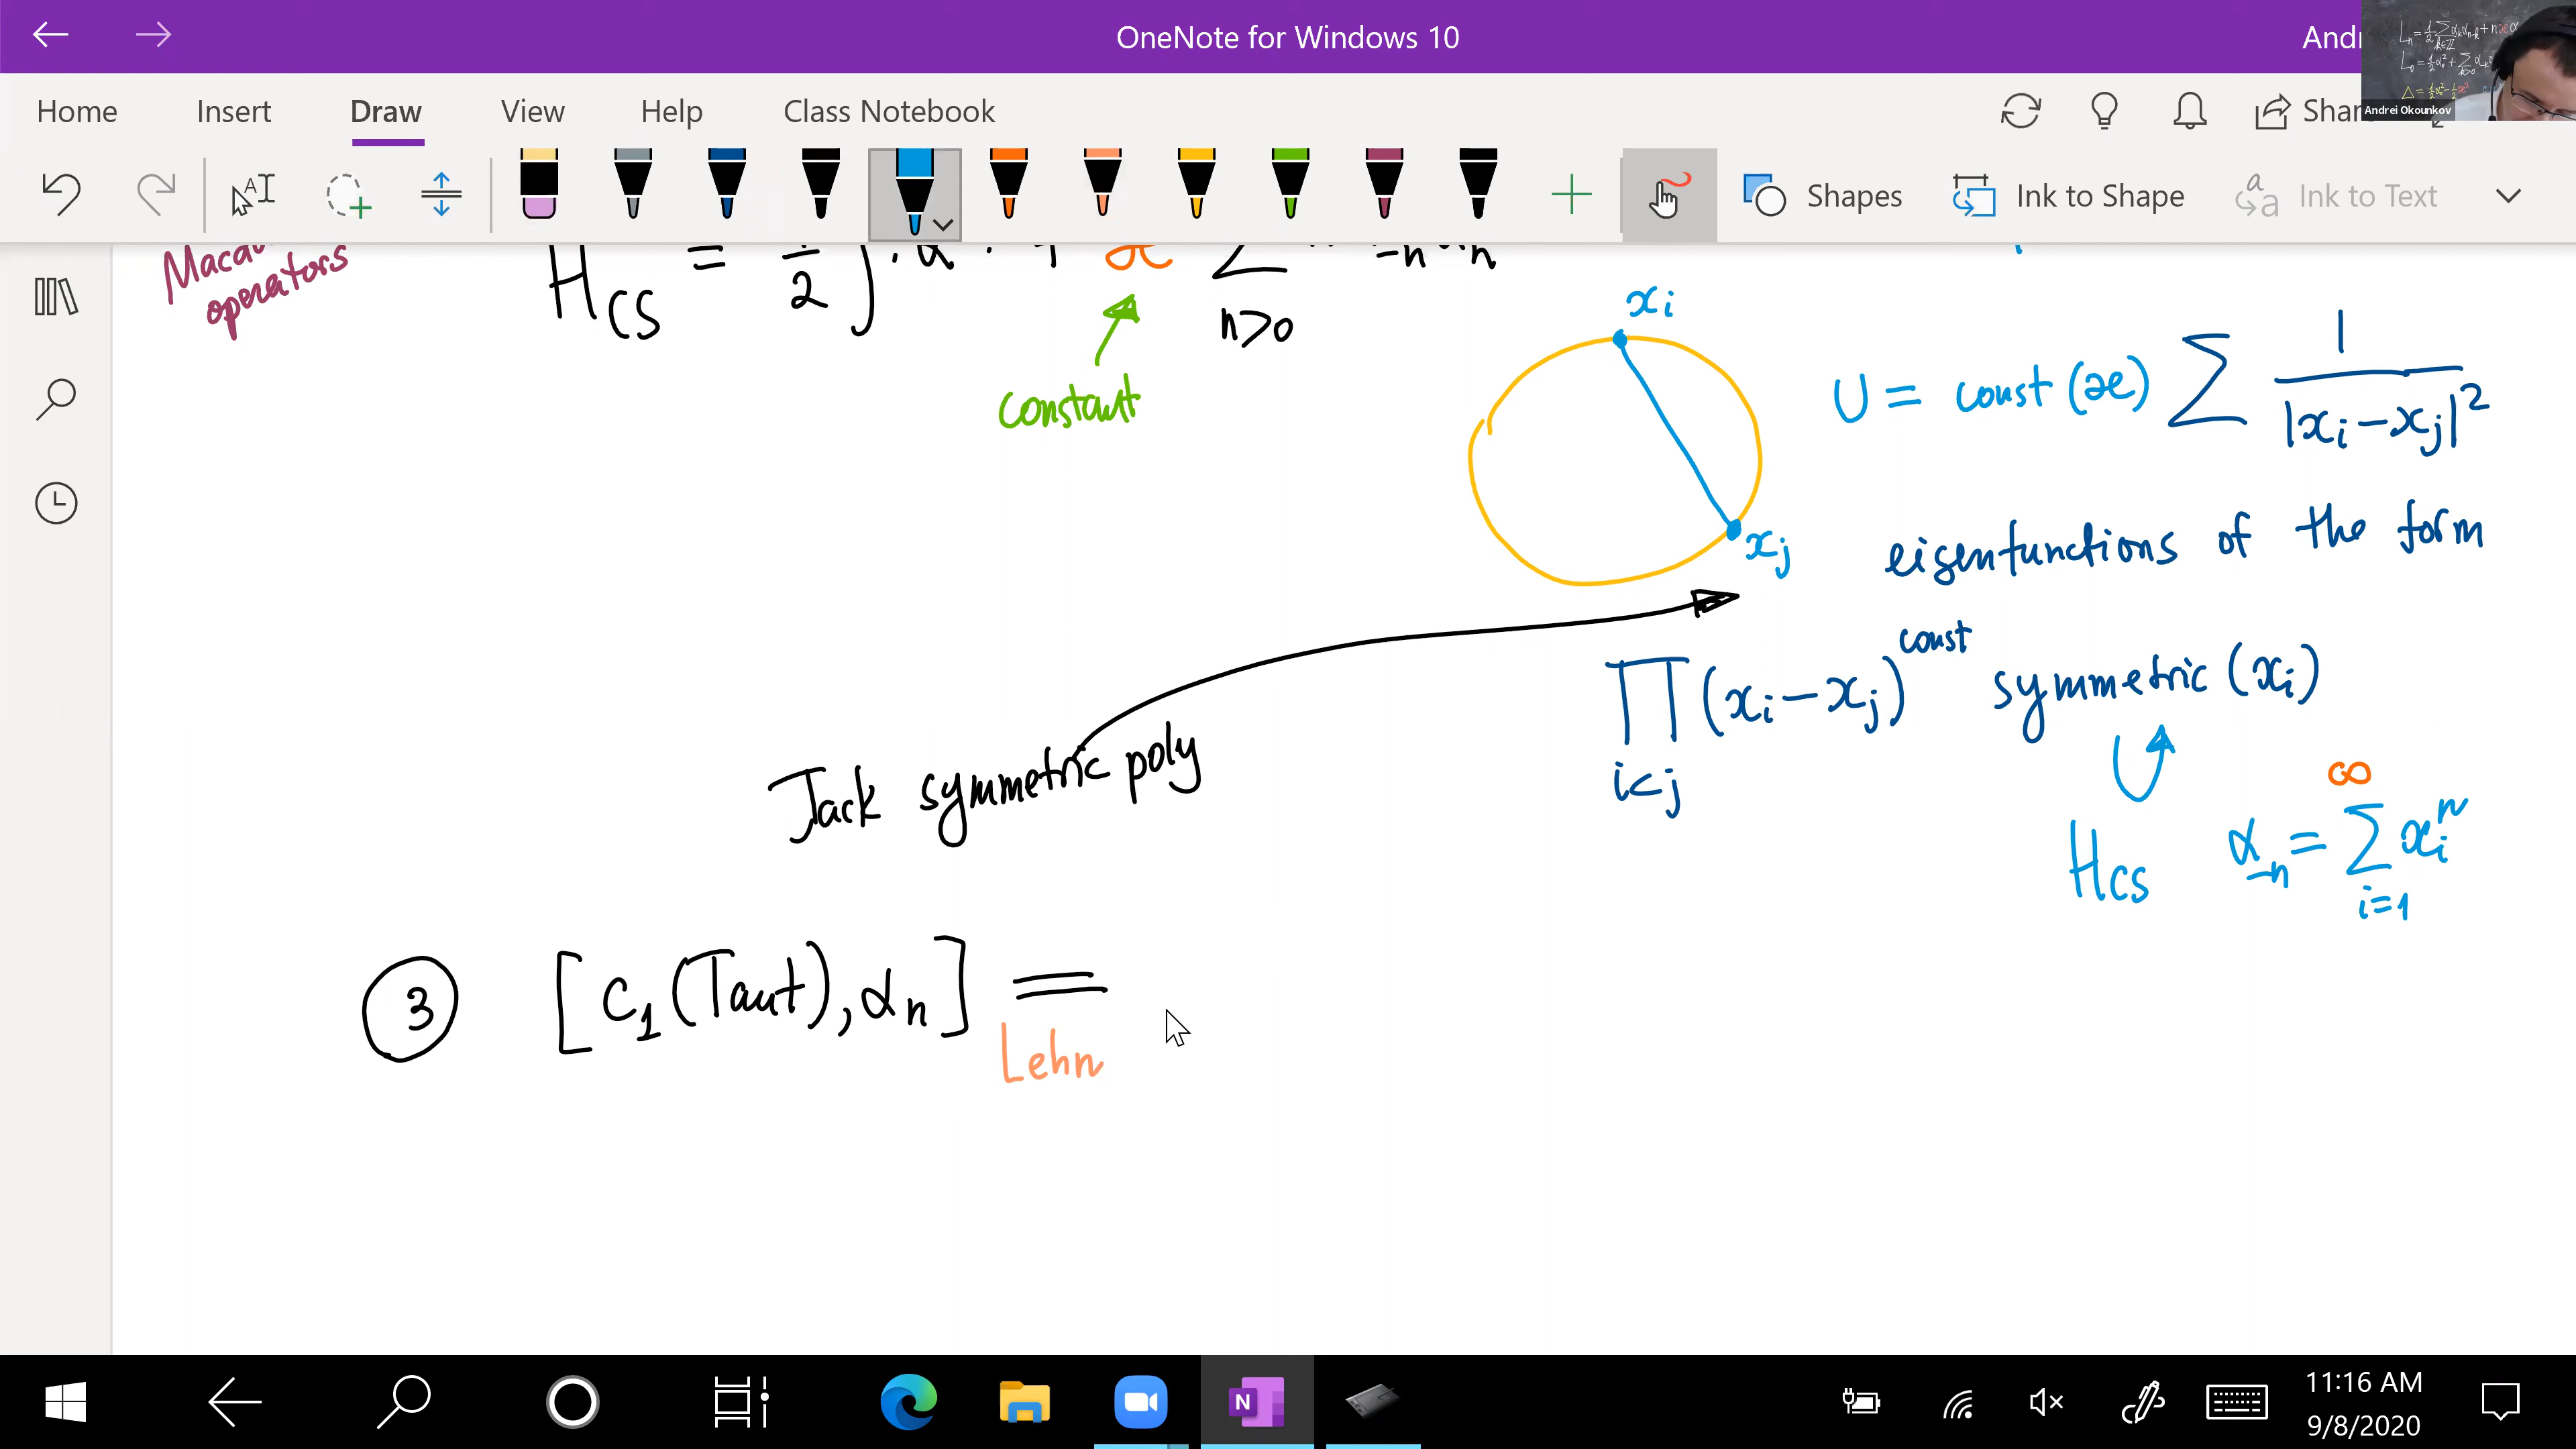 OneNote for Windows 10
Andrei Okounkov
Home Insert Draw View Help Class Notebook
Shapes Ink to Shape Ink to Text
operators
H_CS = 1/2 ∫ :α : + æ ∑_{n>0} -n n
constant
x_i
x_j
U = const (æ) ∑ 1/|x_i - x_j|^2
eigenfunctions of the form
∏_{i<j} (x_i - x_j)^const symmetric (x_i)
H_CS α_{-n} = ∑_{i=1}^∞ x_i^n
Jack symmetric poly
③ [c_1(Taut), α_n] =
Lehn
11:16 AM
9/8/2020